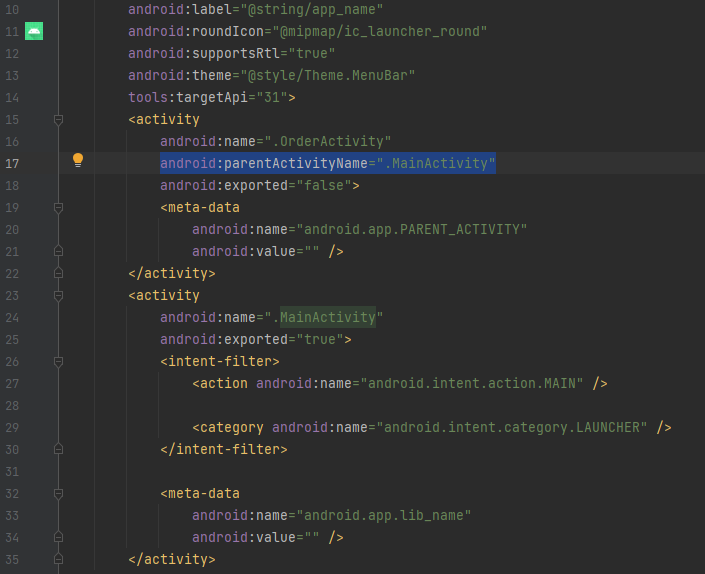 10 android:label="@string/app_name"
11 android:roundIcon="@mipmap/ic_launcher_round"
12 android:supportsRtl="true"
13 android:theme="@style/Theme.MenuBar"
14 tools:targetApi="31">
15 <activity
16 android:name=".OrderActivity"
17 android:parentActivityName=".MainActivity"
18 android:exported="false">
19 <meta-data
20 android:name="android.app.PARENT_ACTIVITY"
21 android:value="" />
22 </activity>
23 <activity
24 android:name=".MainActivity"
25 android:exported="true">
26 <intent-filter>
27 <action android:name="android.intent.action.MAIN" />
28
29 <category android:name="android.intent.category.LAUNCHER" />
30 </intent-filter>
31
32 <meta-data
33 android:name="android.app.lib_name"
34 android:value="" />
35 </activity>